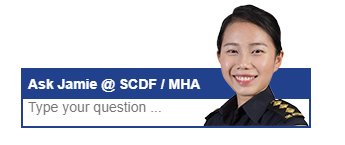 Ask Jamie @ SCDF / MHA
Type your question ...